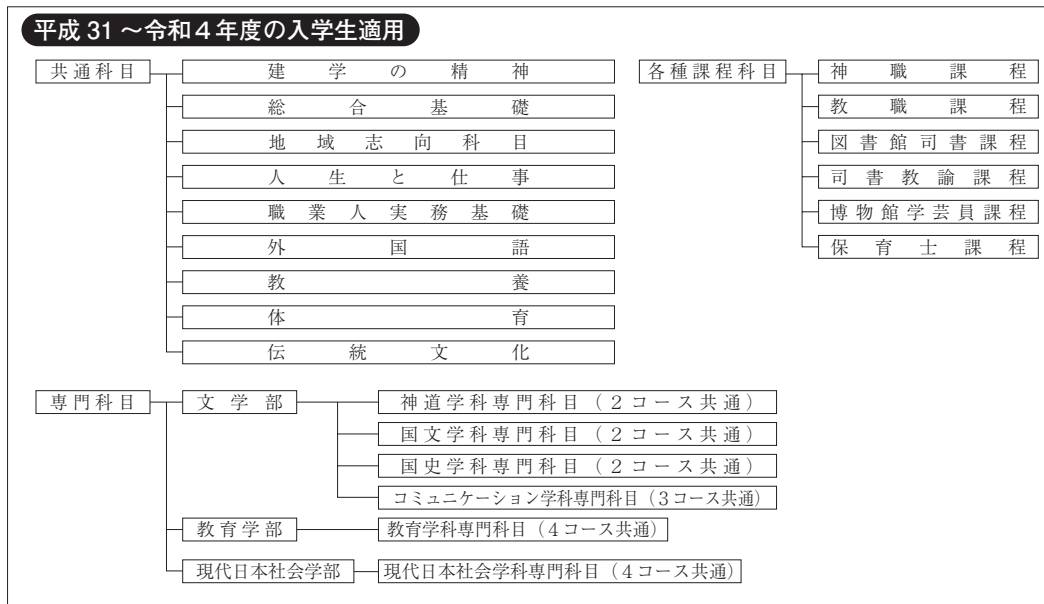 平成31～令和４年度の入学生適用
共通科目
建学の精神
総合基礎
地域志向科目
人生と仕事
職業人実務基礎
外国語
教養
体育
伝統文化
各種課程科目
神職課程
教職課程
図書館司書課程
司書教諭課程
博物館学芸員課程
保育士課程
専門科目
文学部
神道学科専門科目（２コース共通）
国文学科専門科目（２コース共通）
国史学科専門科目（２コース共通）
コミュニケーション学科専門科目（３コース共通）
教育学部
教育学科専門科目（４コース共通）
現代日本社会学部
現代日本社会学科専門科目（４コース共通）